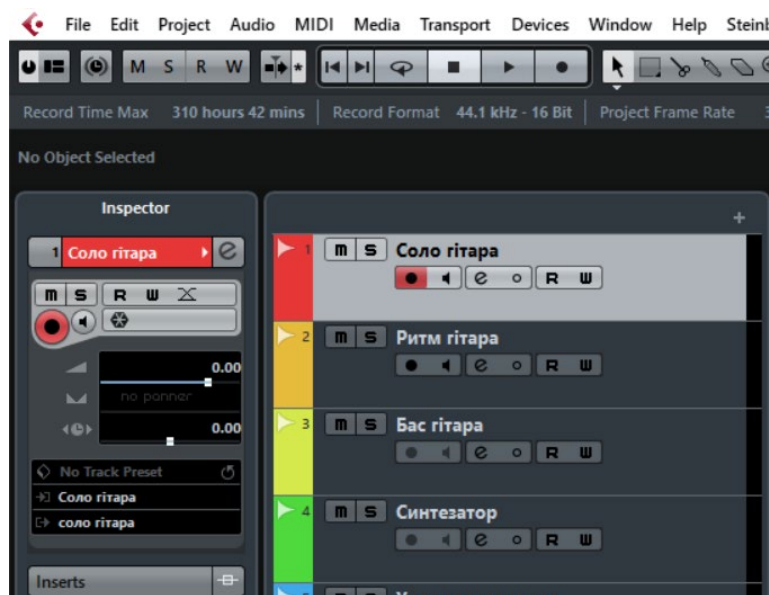 File Edit Project Audio MIDI Media Transport Devices Window Help
M S R W
Record Time Max 310 hours 42 mins Record Format 44.1 kHz - 16 Bit Project Frame Rate
No Object Selected
Inspector
+
1 Соло гітара e
1 m s Соло гітара
e R W
m s R W
2 m s Ритм гітара
e R W
0.00
no panner
0.00
3 m s Бас гітара
e R W
No Track Preset
Соло гітара
соло гітара
4 m s Синтезатор
e R W
Inserts